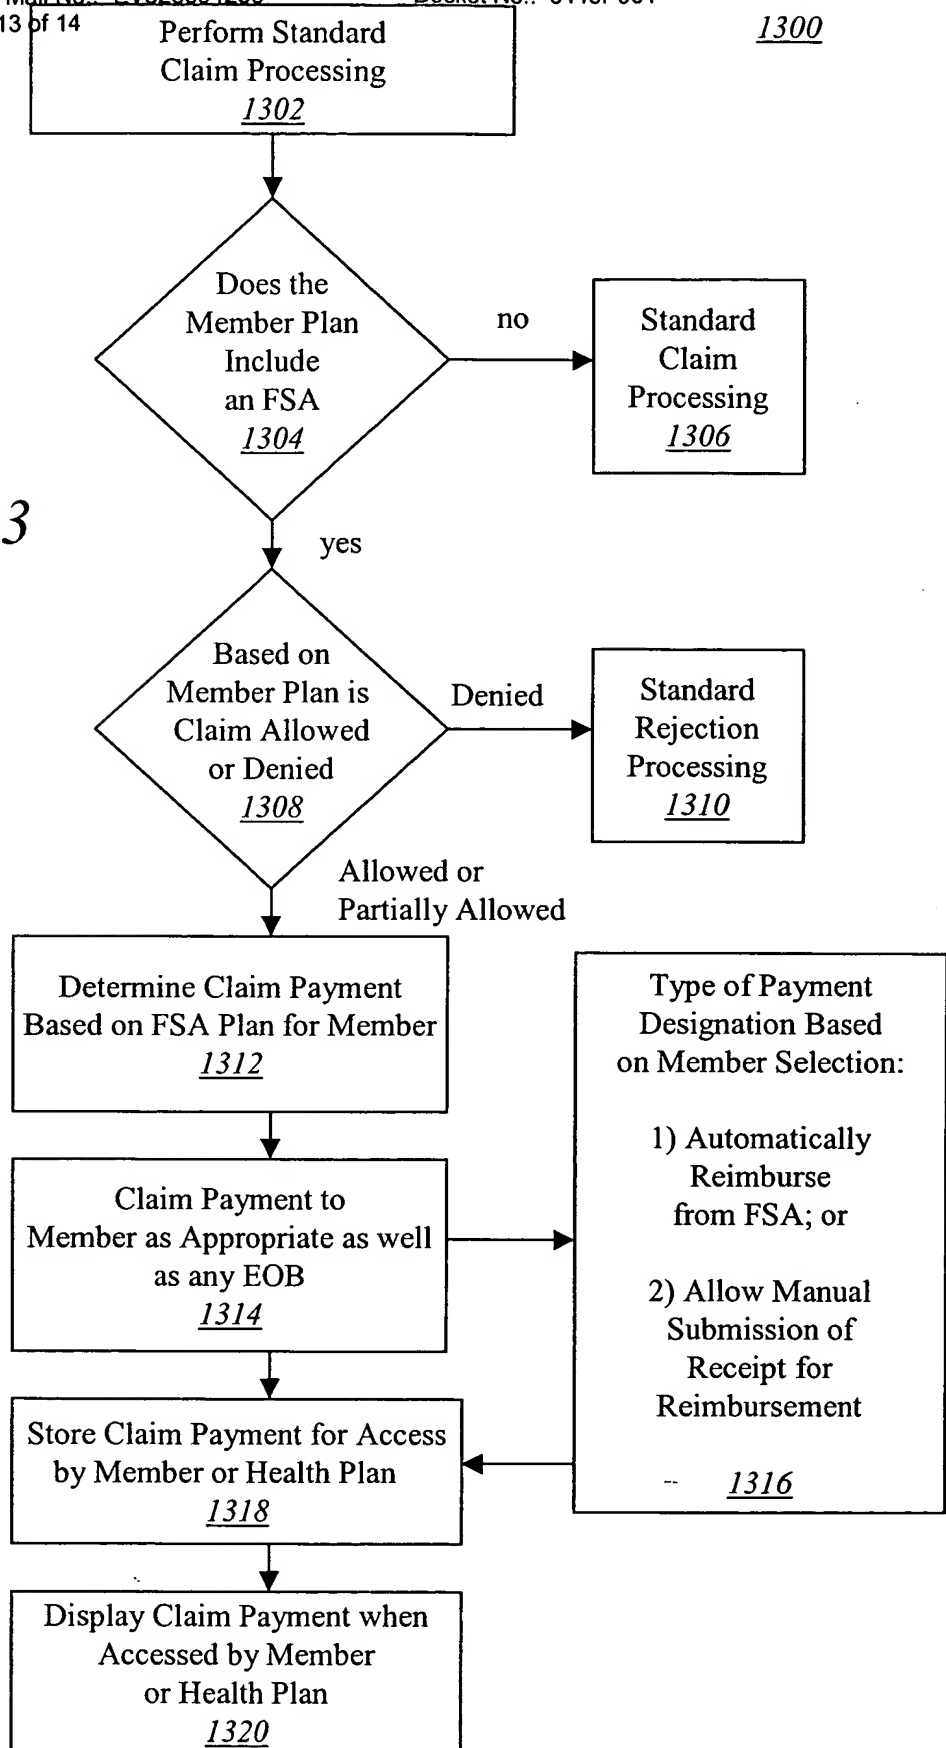 13 of 14
1300
Perform Standard
Claim Processing
1302
Does the
Member Plan
Include
an FSA
1304
no
Standard
Claim
Processing
1306
3
yes
Based on
Member Plan is
Claim Allowed
or Denied
1308
Denied
Standard
Rejection
Processing
1310
Allowed or
Partially Allowed
Determine Claim Payment
Based on FSA Plan for Member
1312
Claim Payment to
Member as Appropriate as well
as any EOB
1314
Type of Payment
Designation Based
on Member Selection:
1) Automatically
Reimburse
from FSA; or
2) Allow Manual
Submission of
Receipt for
Reimbursement
1316
Store Claim Payment for Access
by Member or Health Plan
1318
Display Claim Payment when
Accessed by Member
or Health Plan
1320